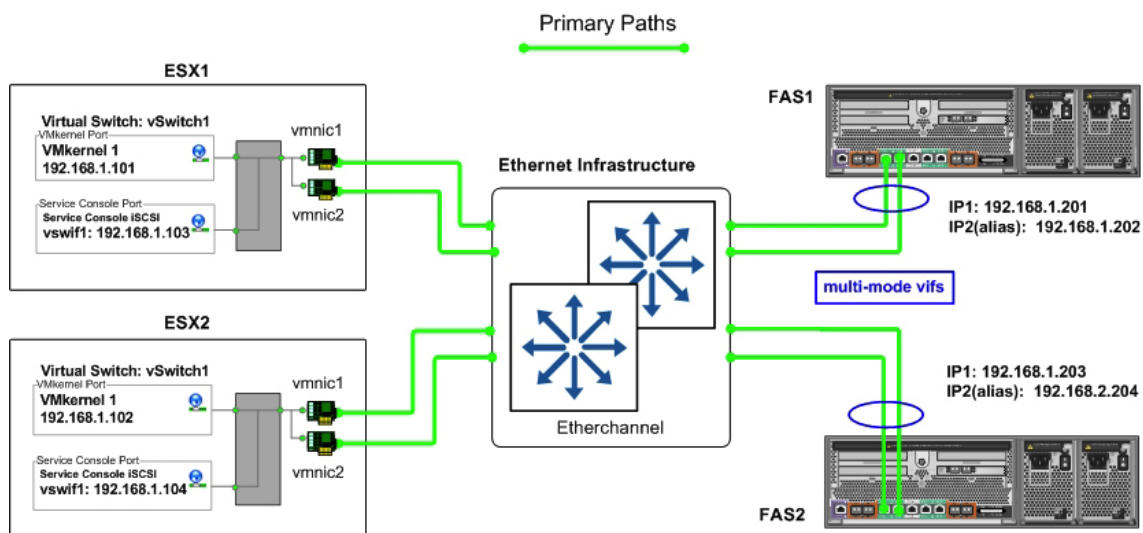 Primary Paths
ESX1
Virtual Switch: vSwitch1
VMkernel Port
VMkernel 1
192.168.1.101
Service Console Port
Service Console iSCSI
vswif1: 192.168.1.103
vmnic1
vmnic2
ESX2
Virtual Switch: vSwitch1
VMkernel Port
VMkernel 1
192.168.1.102
Service Console Port
Service Console iSCSI
vswif1: 192.168.1.104
vmnic1
vmnic2
Ethernet Infrastructure
Etherchannel
FAS1
IP1: 192.168.1.201
IP2(alias): 192.168.1.202
multi-mode vifs
IP1: 192.168.1.203
IP2(alias): 192.168.2.204
FAS2